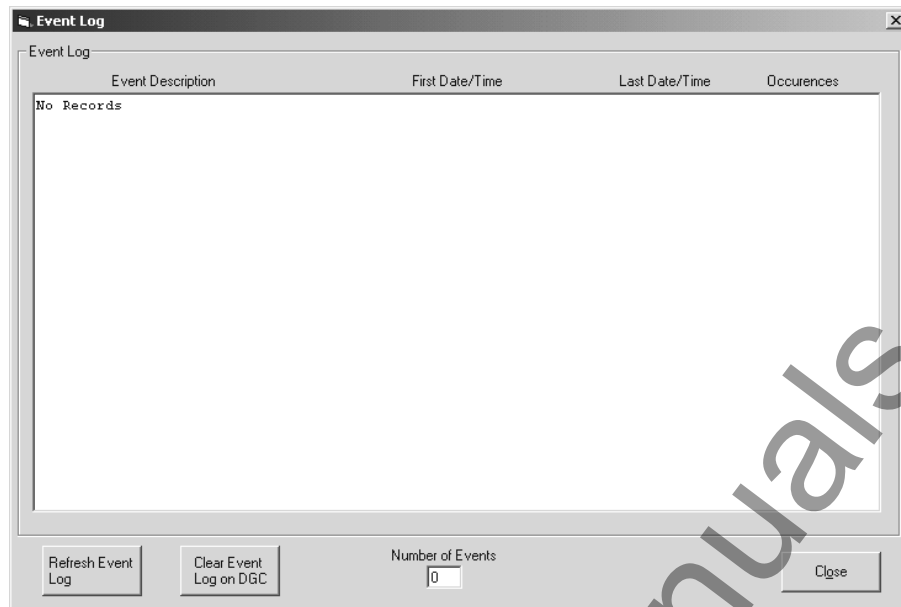 Event Log
Event Log
Event Description First Date/Time Last Date/Time Occurences
No Records
Refresh Event
Log
Clear Event
Log on DGC
Number of Events
0
Close